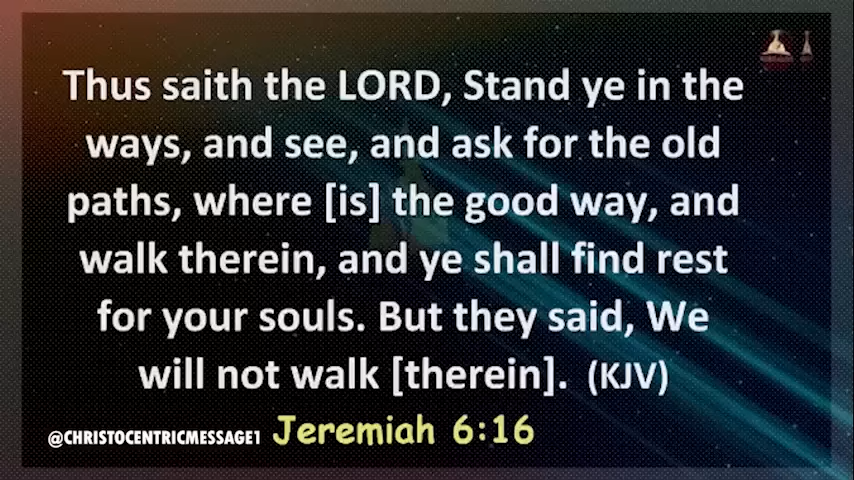 Thus saith the LORD, Stand ye in the
ways, and see, and ask for the old
paths, where [is] the good way, and
walk therein, and ye shall find rest
for your souls. But they said, We
will not walk [therein]. (KJV)
@CHRISTOCENTRICMESSAGE1 Jeremiah 6:16